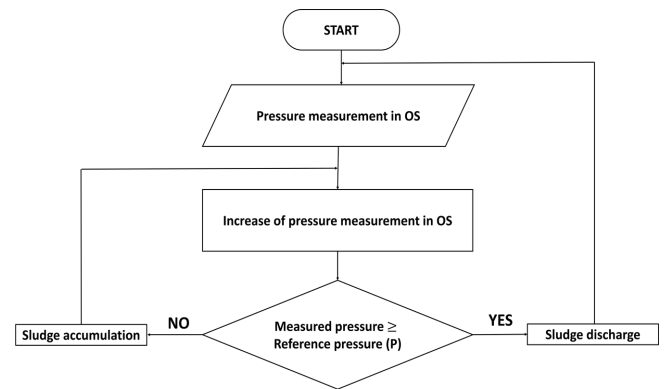 START
Pressure measurement in OS
Increase of pressure measurement in OS
NO
YES
Sludge accumulation
Measured pressure ≥
Reference pressure (P)
Sludge discharge